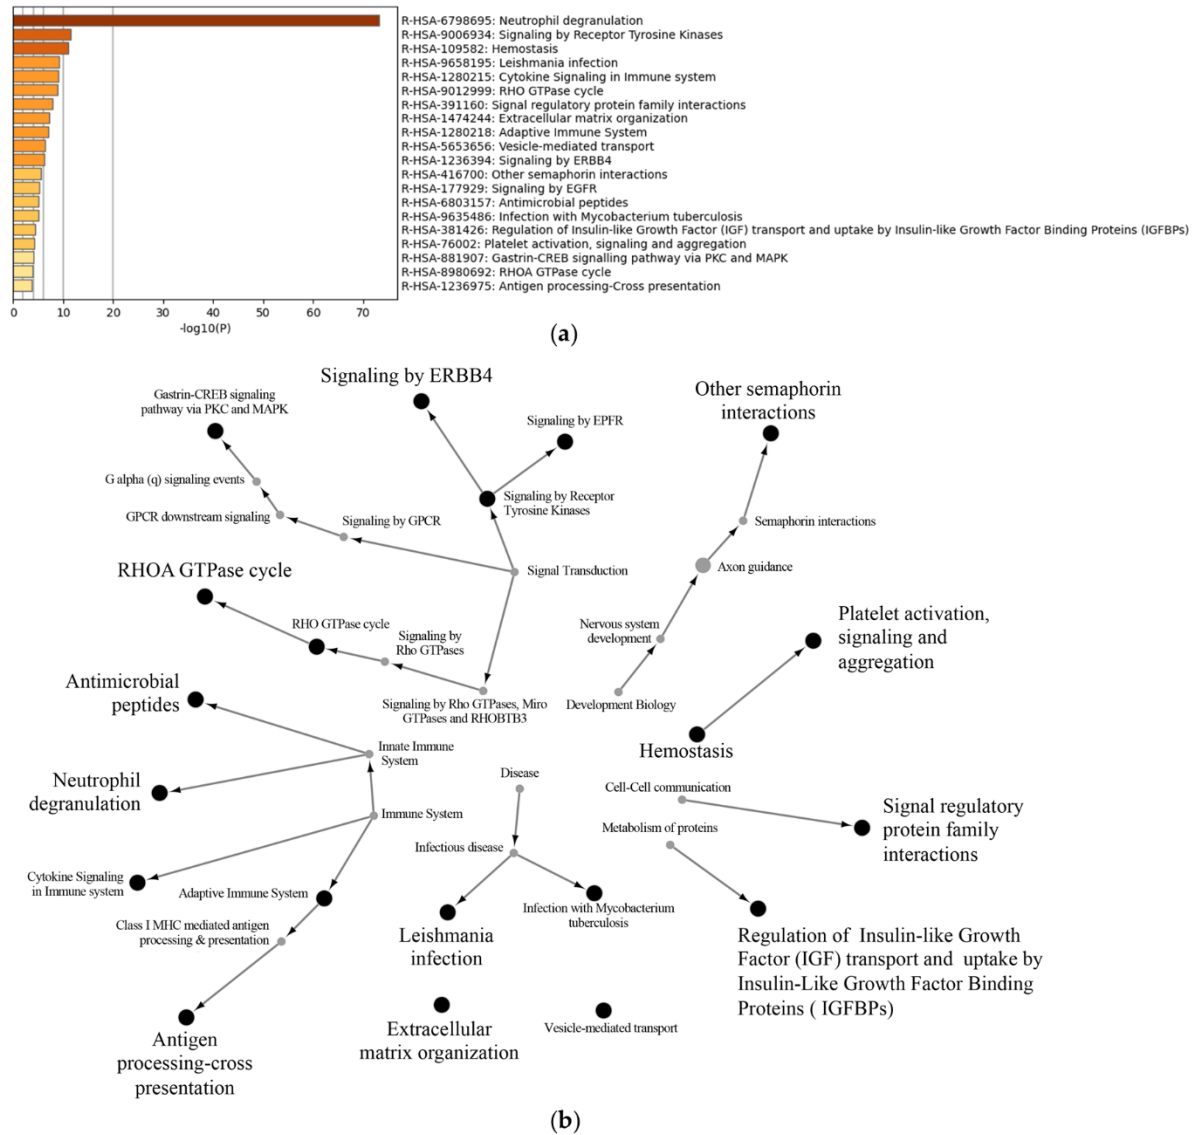 R-HSA-6798695: Neutrophil degranulation
R-HSA-9006934: Signaling by Receptor Tyrosine Kinases
R-HSA-109582: Hemostasis
R-HSA-9658195: Leishmania infection
R-HSA-1280215: Cytokine Signaling in Immune system
R-HSA-9012999: RHO GTPase cycle
R-HSA-391160: Signal regulatory protein family interactions
R-HSA-1474244: Extracellular matrix organization
R-HSA-1280218: Adaptive Immune System
R-HSA-5653656: Vesicle-mediated transport
R-HSA-1236394: Signaling by ERBB4
R-HSA-416700: Other semaphorin interactions
R-HSA-177929: Signaling by EGFR
R-HSA-6803157: Antimicrobial peptides
R-HSA-9635486: Infection with Mycobacterium tuberculosis
R-HSA-381426: Regulation of Insulin-like Growth Factor (IGF) transport and uptake by Insulin-like Growth Factor Binding Proteins (IGFBPs)
R-HSA-76002: Platelet activation, signaling and aggregation
R-HSA-881907: Gastrin-CREB signalling pathway via PKC and MAPK
R-HSA-8980692: RHOA GTPase cycle
R-HSA-1236975: Antigen processing-Cross presentation
0 10 20 30 40 50 60 70
-log10(P)
(a)
Signaling by ERBB4
Gastrin-CREB signaling
pathway via PKC and MAPK
Other semaphorin
interactions
Signaling by EPFR
G alpha (q) signaling events
Signaling by Receptor
Tyrosine Kinases
GPCR downstream signaling
Signaling by GPCR
Semaphorin interactions
RHOA GTPase cycle
Signal Transduction
Axon guidance
RHO GTPase cycle
Signaling by
Rho GTPases
Nervous system
development
Platelet activation,
signaling and
aggregation
Antimicrobial
peptides
Signaling by Rho GTPases, Miro
GTPases and RHOBTB3
Development Biology
Innate Immune
System
Hemostasis
Neutrophil
degranulation
Disease
Cell-Cell communication
Immune System
Metabolism of proteins
Signal regulatory
protein family
interactions
Infectious disease
Cytokine Signaling
in Immune system
Adaptive Immune System
Class I MHC mediated antigen
processing & presentation
Infection with Mycobacterium
tuberculosis
Leishmania
infection
Regulation of Insulin-like Growth
Factor (IGF) transport and uptake by
Insulin-Like Growth Factor Binding
Proteins ( IGFBPs)
Antigen
processing-cross
presentation
Extracellular
matrix organization
Vesicle-mediated transport
(b)